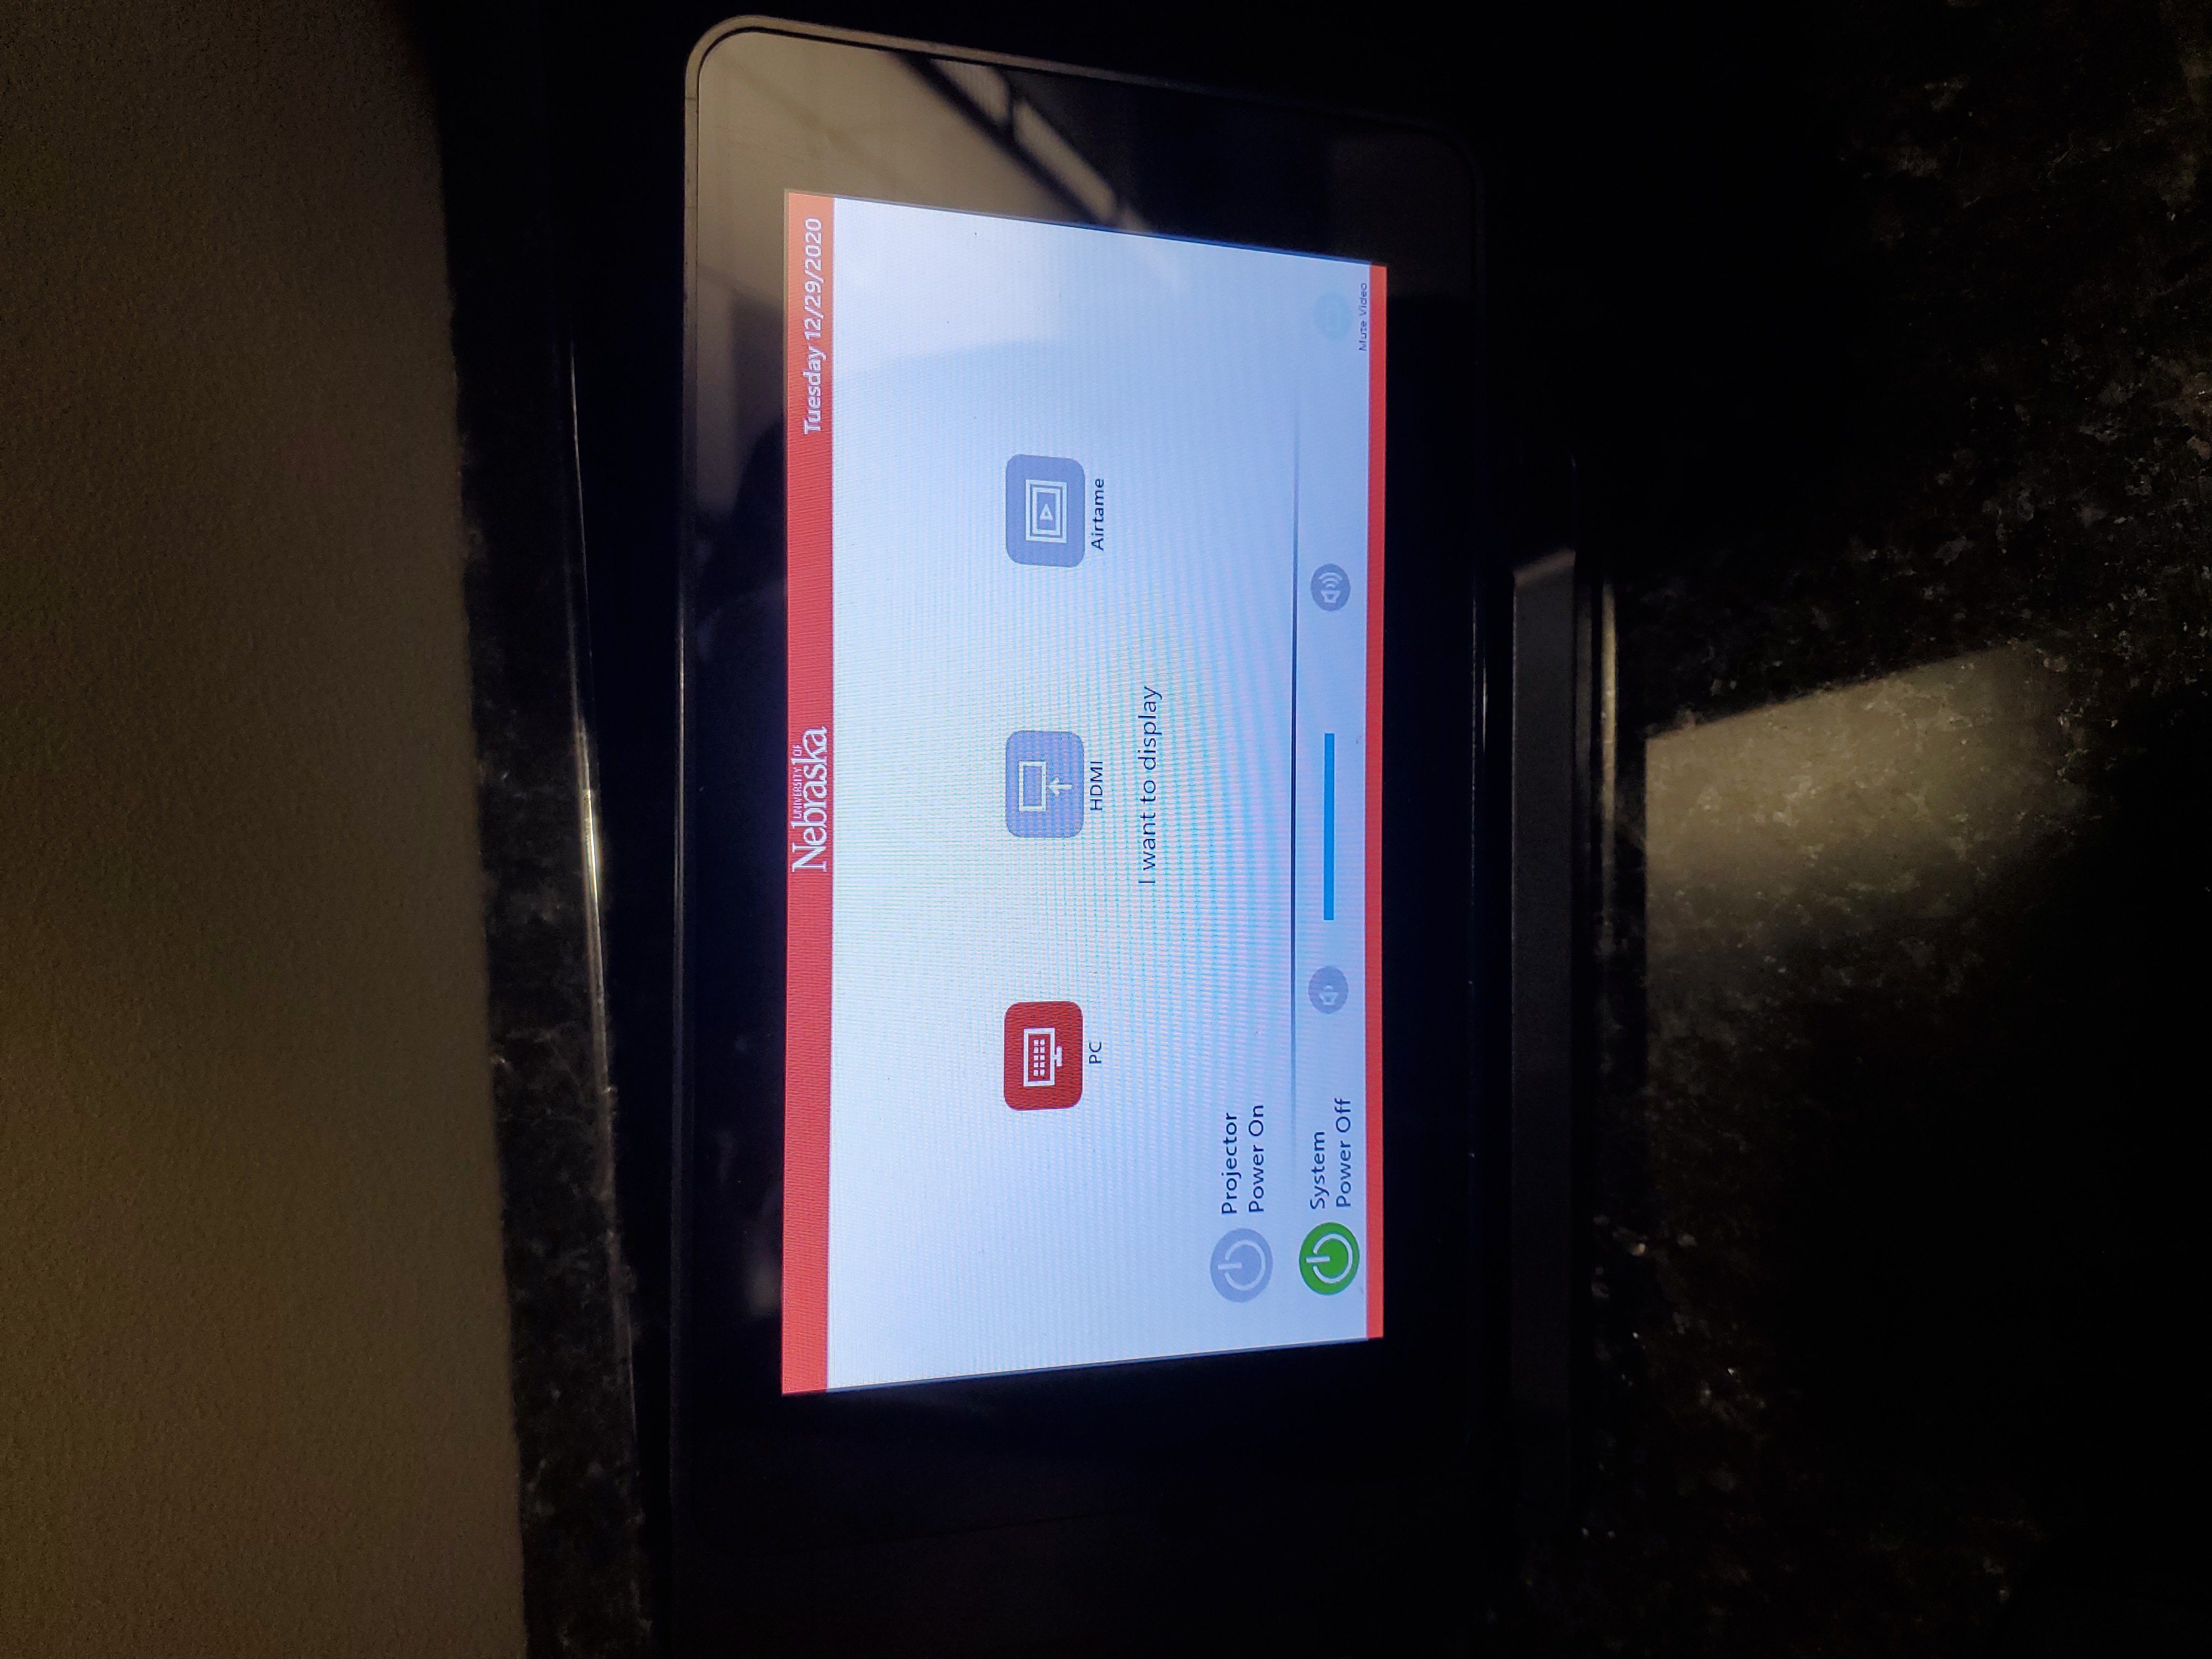 UNIVERSITY OF
Nebraska
Tuesday 12/29/2020
PC
HDMI
Airtame
I want to display
Projector
Power On
System
Power Off
Mute Video